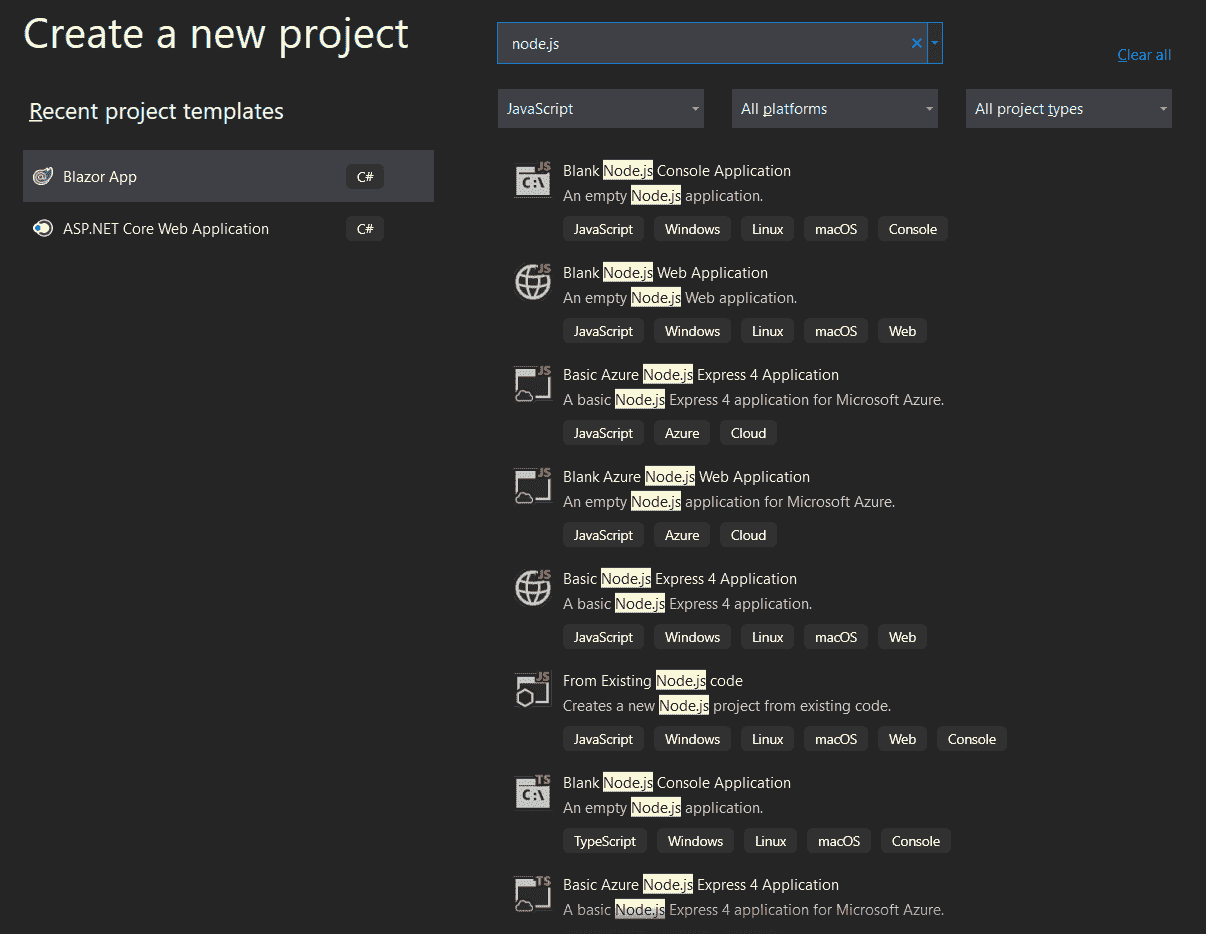 Create a new project
node.js
Clear all
Recent project templates
JavaScript
All platforms
All project types
Blazor App
C#
ASP.NET Core Web Application
C#
JS
C:\
Blank Node.js Console Application
An empty Node.js application.
JavaScript Windows Linux macOS Console
JS
Blank Node.js Web Application
An empty Node.js Web application.
JavaScript Windows Linux macOS Web
JS
Basic Azure Node.js Express 4 Application
A basic Node.js Express 4 application for Microsoft Azure.
JavaScript Azure Cloud
JS
Blank Azure Node.js Web Application
An empty Node.js application for Microsoft Azure.
JavaScript Azure Cloud
JS
Basic Node.js Express 4 Application
A basic Node.js Express 4 application.
JavaScript Windows Linux macOS Web
JS
From Existing Node.js code
Creates a new Node.js project from existing code.
JavaScript Windows Linux macOS Web Console
TS
C:\
Blank Node.js Console Application
An empty Node.js application.
TypeScript Windows Linux macOS Console
TS
Basic Azure Node.js Express 4 Application
A basic Node.js Express 4 application for Microsoft Azure.